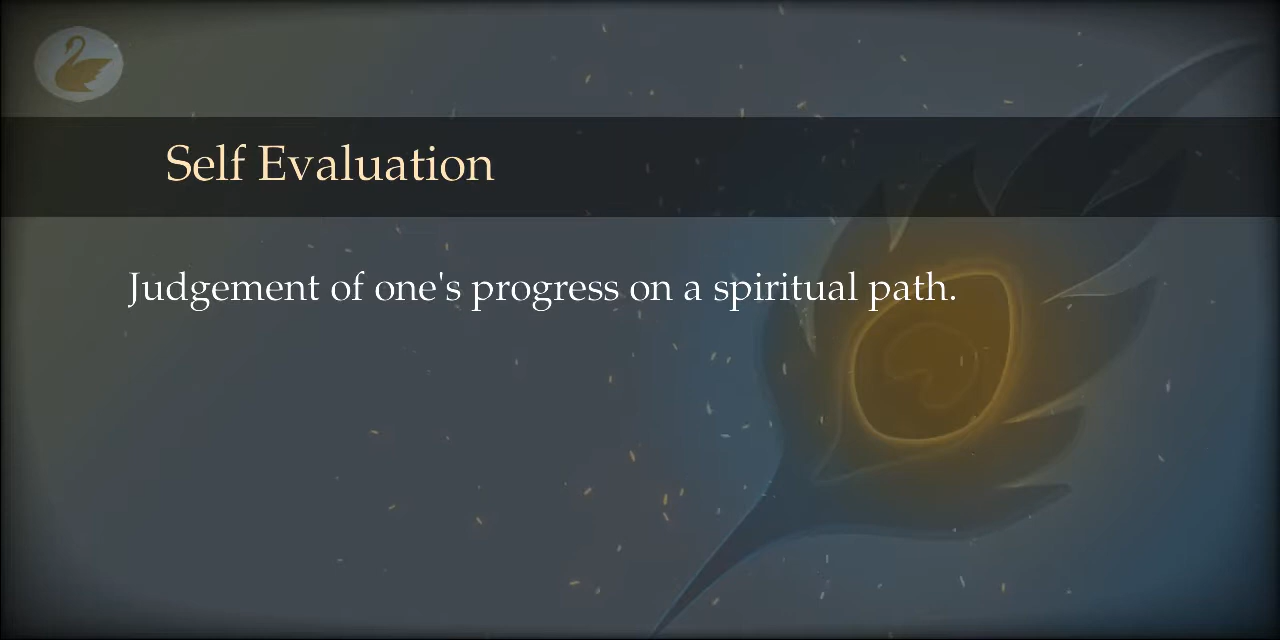 Self Evaluation
Judgement of one's progress on a spiritual path.